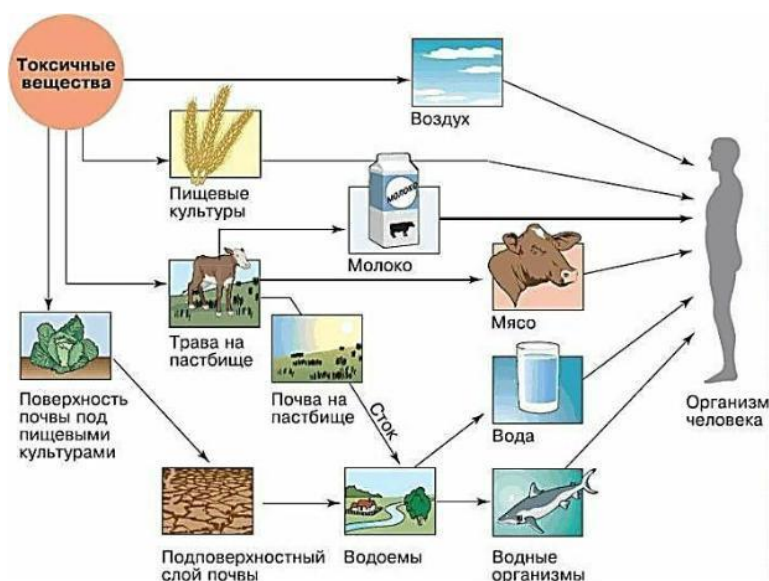 Токсичные
вещества
Воздух
Пищевые
культуры
МОЛОКО
Молоко
Трава на
пастбище
Мясо
Поверхность
почвы под
пищевыми
культурами
Почва на
пастбище
Сток
Вода
Организм
человека
Подповерхностный
слой почвы
Водоемы
Водные
организмы